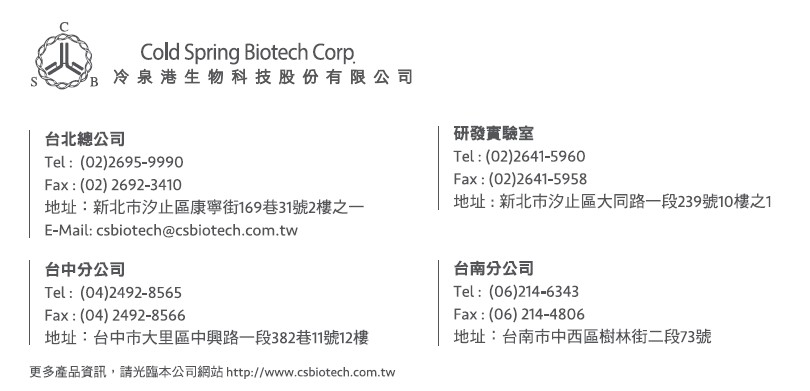 C
S B
Cold Spring Biotech Corp.
冷泉港生物科技股份有限公司
台北總公司
Tel : (02)2695-9990
Fax : (02) 2692-3410
地址：新北市汐止區康寧街169巷31號2樓之一
E-Mail: csbiotech@csbiotech.com.tw
研發實驗室
Tel : (02)2641-5960
Fax : (02)2641-5958
地址 : 新北市汐止區大同路一段239號10樓之1
台中分公司
Tel : (04)2492-8565
Fax : (04) 2492-8566
地址：台中市大里區中興路一段382巷11號12樓
台南分公司
Tel : (06)214-6343
Fax : (06) 214-4806
地址：台南市中西區樹林街二段73號
更多產品資訊，請光臨本公司網站 http://www.csbiotech.com.tw